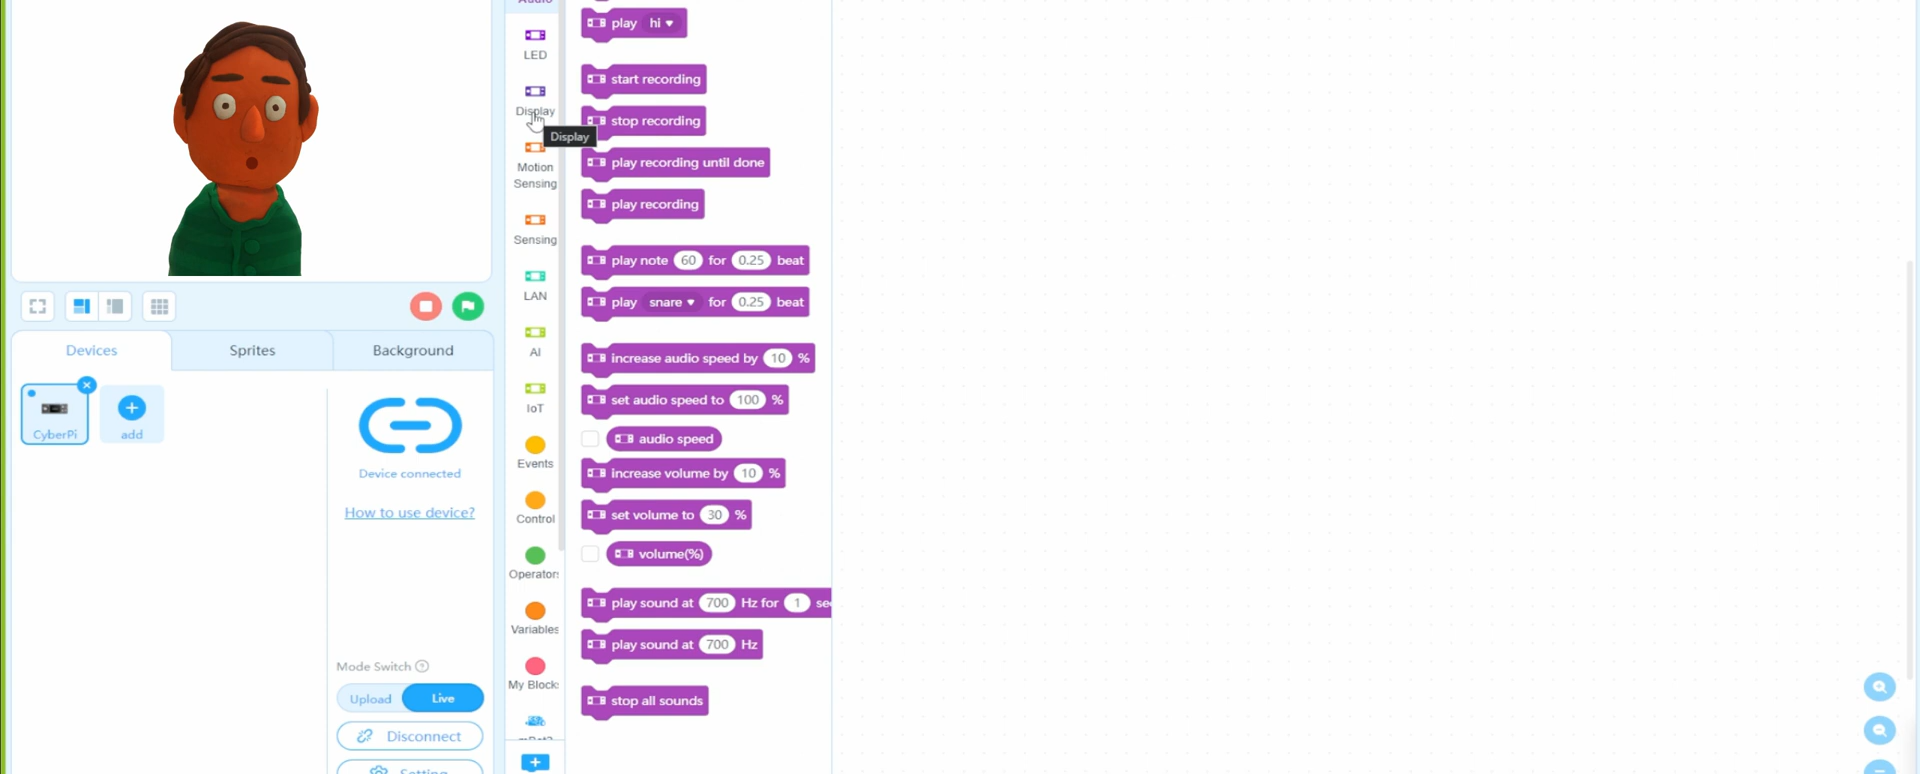 Audio
play hi
LED
start recording
Display
stop recording
Display
play recording until done
Motion
Sensing
play recording
Sensing
play note 60 for 0.25 beat
LAN
play snare for 0.25 beat
AI
increase audio speed by 10 %
IoT
set audio speed to 100 %
audio speed
Events
increase volume by 10 %
Control
set volume to 30 %
volume(%)
Operators
play sound at 700 Hz for 1 sec
Variables
play sound at 700 Hz
My Blocks
stop all sounds
mBot2
Devices
Sprites
Background
CyberPi
add
Device connected
How to use device?
Mode Switch ?
Upload Live
Disconnect
Setting